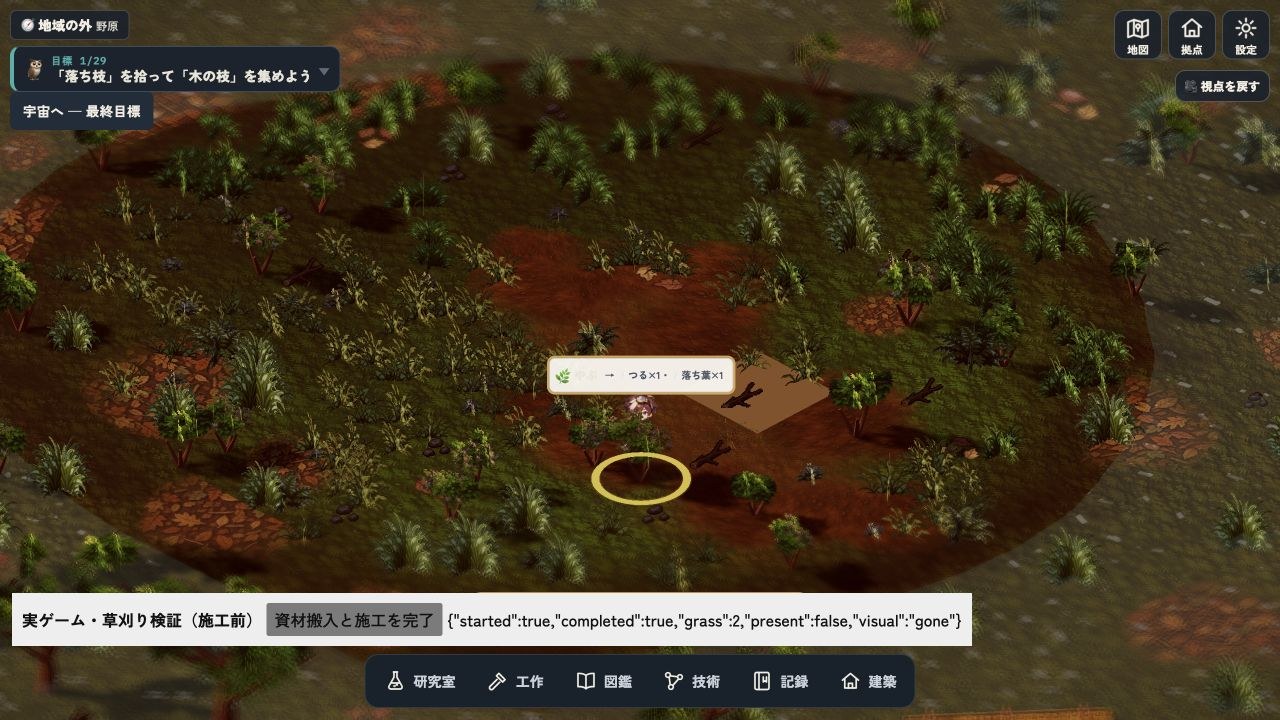 地域の外 野原
目標 1/29
「落ち枝」を拾って「木の枝」を集めよう
宇宙へ — 最終目標
地図
拠点
設定
視点を戻す
やぶ → つる×1・ 落ち葉×1
実ゲーム・草刈り検証（施工前） 資材搬入と施工を完了 {"started":true,"completed":true,"grass":2,"present":false,"visual":"gone"}
研究室
工作
図鑑
技術
記録
建築